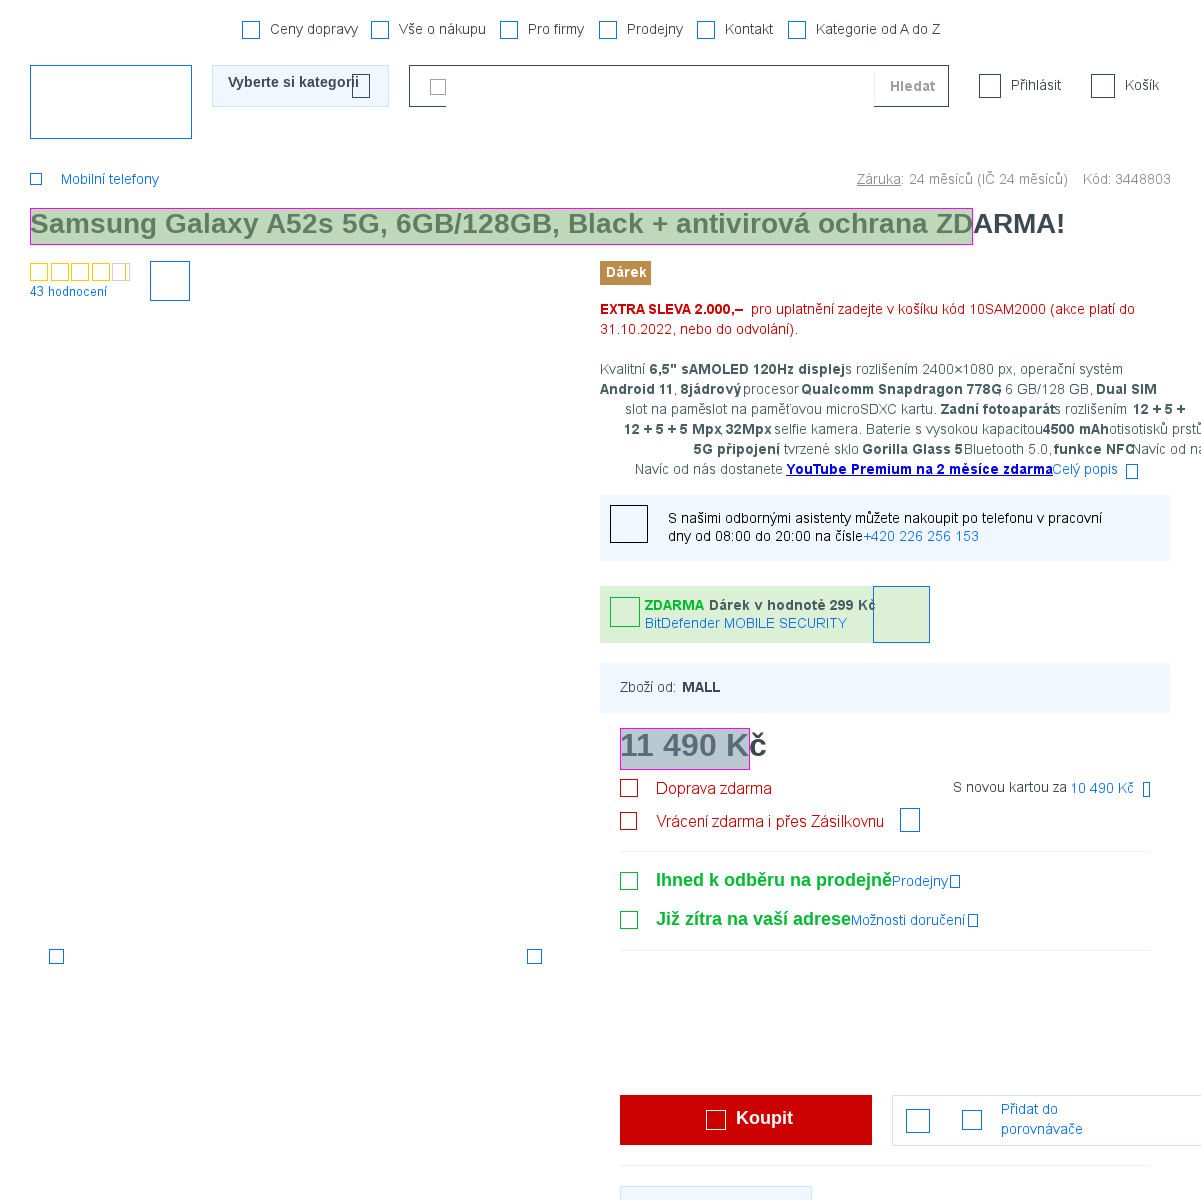 Ceny dopravy Vše o nákupu Pro firmy Prodejny Kontakt Kategorie od A do Z
Vyberte si kategorii Hledat Přihlásit Košík
Mobilní telefony Záruka: 24 měsíců (IČ 24 měsíců) Kód: 3448803
Samsung Galaxy A52s 5G, 6GB/128GB, Black + antivirová ochrana ZDARMA!
43 hodnocení
Dárek
EXTRA SLEVA 2.000,– pro uplatnění zadejte v košíku kód 10SAM2000 (akce platí do
31.10.2022, nebo do odvolání).
Kvalitní 6,5" sAMOLED 120Hz displej s rozlišením 2400×1080 px, operační systém
Android 11, 8jádrový procesor Qualcomm Snapdragon 778G 6 GB/128 GB, Dual SIM
slot na paměslot na paměťovou microSDXC kartu. Zadní fotoaparát s rozlišením 12 + 5 +
12 + 5 + 5 Mpx, 32Mpx selfie kamera. Baterie s vysokou kapacitou 4500 mAh otisotisků prstů
5G připojení, tvrzené sklo Gorilla Glass 5 Bluetooth 5.0, funkce NFC Navíc od ná
Navíc od nás dostanete YouTube Premium na 2 měsíce zdarma Celý popis
S našimi odbornými asistenty můžete nakoupit po telefonu v pracovní
dny od 08:00 do 20:00 na čísle +420 226 256 153
ZDARMA Dárek v hodnotě 299 Kč
BitDefender MOBILE SECURITY
Zboží od: MALL
11 490 Kč
Doprava zdarma S novou kartou za 10 490 Kč
Vrácení zdarma i přes Zásilkovnu
Ihned k odběru na prodejně Prodejny
Již zítra na vaší adrese Možnosti doručení
Koupit
Přidat do
porovnávače